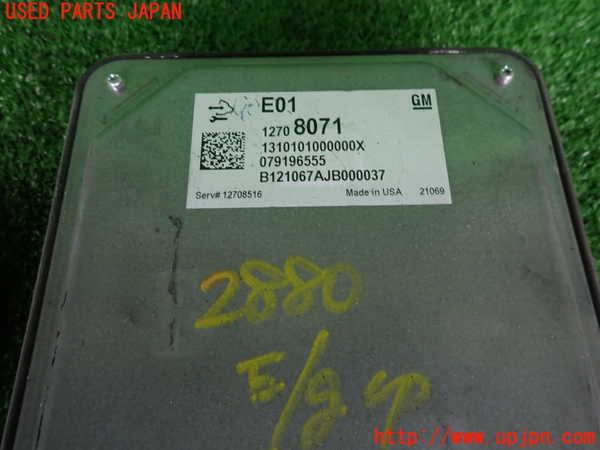 USED PARTS JAPAN
E01
GM
1270 8071
1310101000000X
079196555
B121067AJB000037
Serv# 12708516 Made in USA 21069
2880
E/g cp
http://www.upjpn.com/